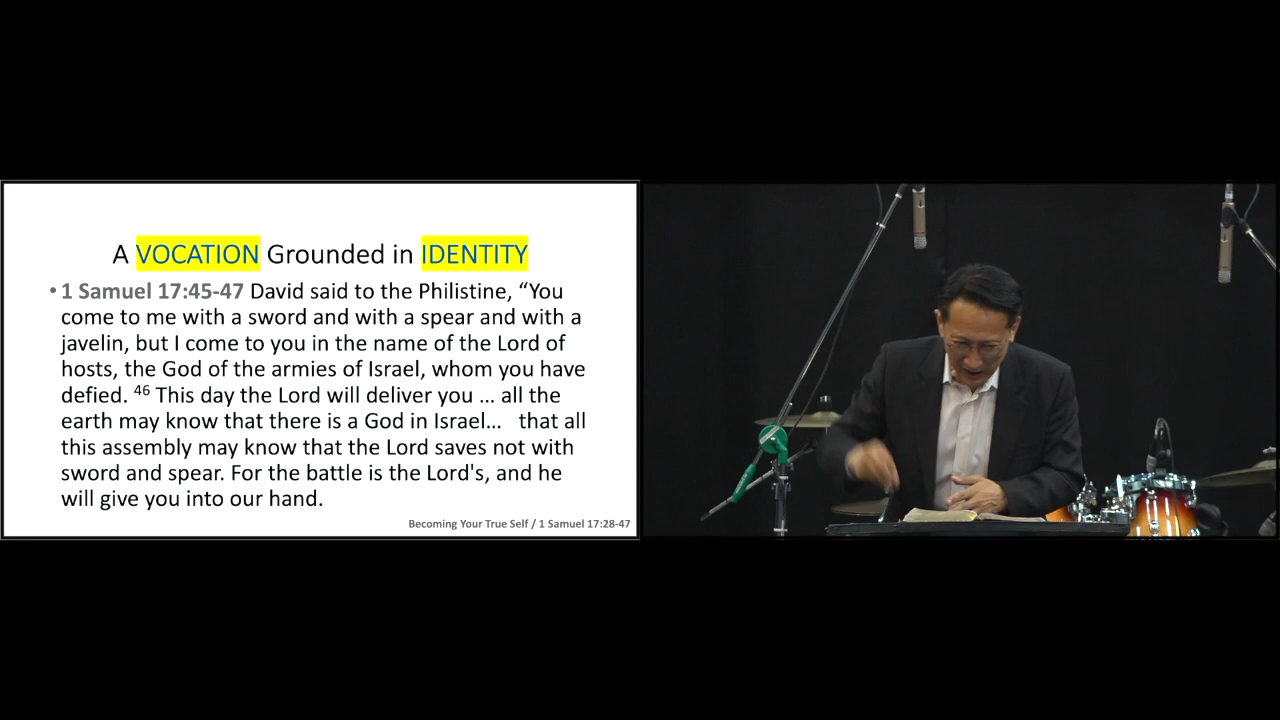 A VOCATION Grounded in IDENTITY
• 1 Samuel 17:45-47 David said to the Philistine, “You
come to me with a sword and with a spear and with a
javelin, but I come to you in the name of the Lord of
hosts, the God of the armies of Israel, whom you have
defied. 46 This day the Lord will deliver you … all the
earth may know that there is a God in Israel… that all
this assembly may know that the Lord saves not with
sword and spear. For the battle is the Lord's, and he
will give you into our hand.
Becoming Your True Self / 1 Samuel 17:28-47